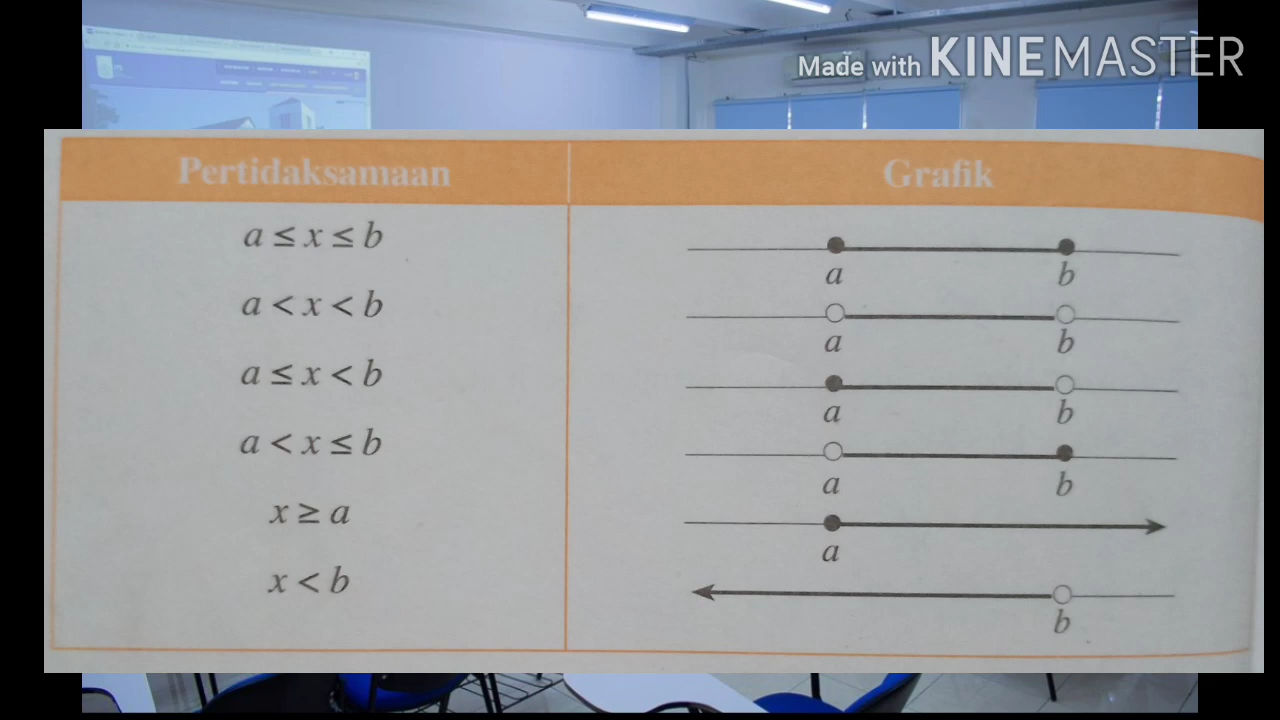 Made with KINEMASTER
Pertidaksamaan Grafik
a ≤ x ≤ b
a b
a < x < b
a b
a ≤ x < b
a b
a < x ≤ b
a b
x ≥ a
a
x < b
b